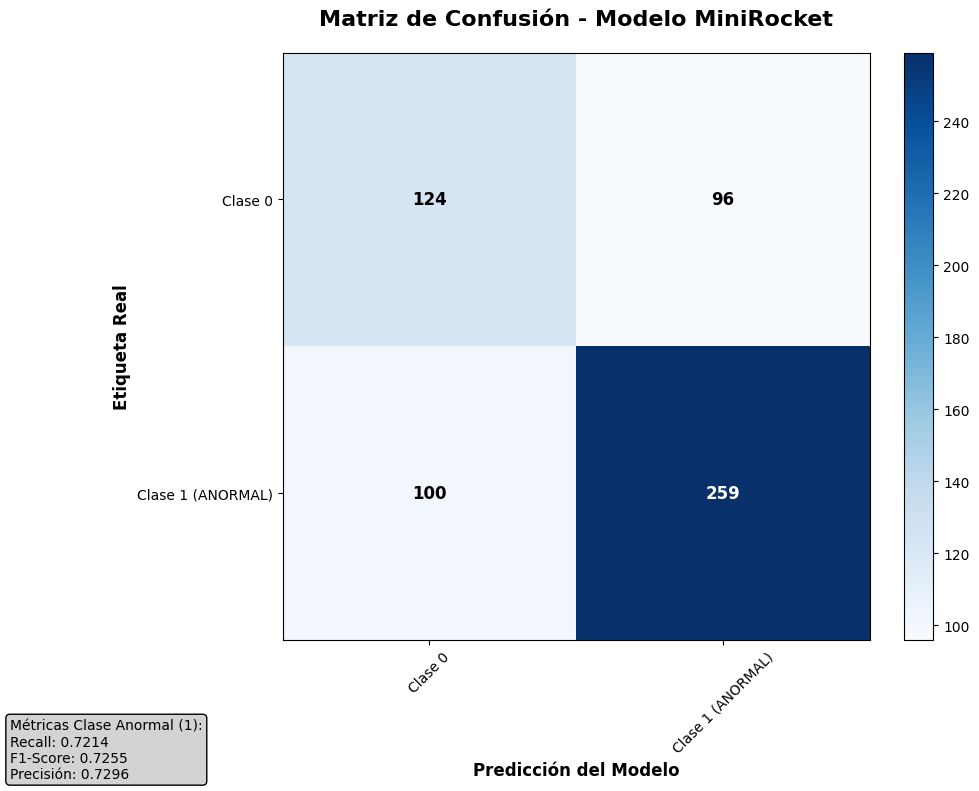 Matriz de Confusión - Modelo MiniRocket
Clase 0
124
96
Clase 1 (ANORMAL)
100
259
Etiqueta Real
Clase 0
Clase 1 (ANORMAL)
Predicción del Modelo
240
220
200
180
160
140
120
100
Métricas Clase Anormal (1):
Recall: 0.7214
F1-Score: 0.7255
Precisión: 0.7296